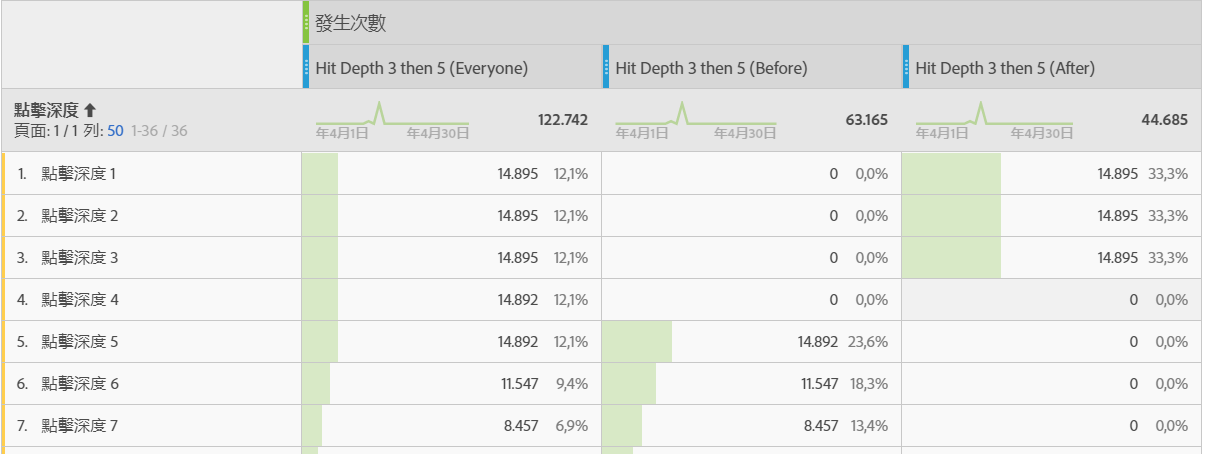 發生次數
Hit Depth 3 then 5 (Everyone) Hit Depth 3 then 5 (Before) Hit Depth 3 then 5 (After)
點擊深度
頁面: 1 / 1 列: 50 1-36 / 36
年4月1日 年4月30日 122.742 年4月1日 年4月30日 63.165 年4月1日 年4月30日 44.685
1. 點擊深度 1 14.895 12,1% 0 0,0% 14.895 33,3%
2. 點擊深度 2 14.895 12,1% 0 0,0% 14.895 33,3%
3. 點擊深度 3 14.895 12,1% 0 0,0% 14.895 33,3%
4. 點擊深度 4 14.892 12,1% 0 0,0% 0 0,0%
5. 點擊深度 5 14.892 12,1% 14.892 23,6% 0 0,0%
6. 點擊深度 6 11.547 9,4% 11.547 18,3% 0 0,0%
7. 點擊深度 7 8.457 6,9% 8.457 13,4% 0 0,0%